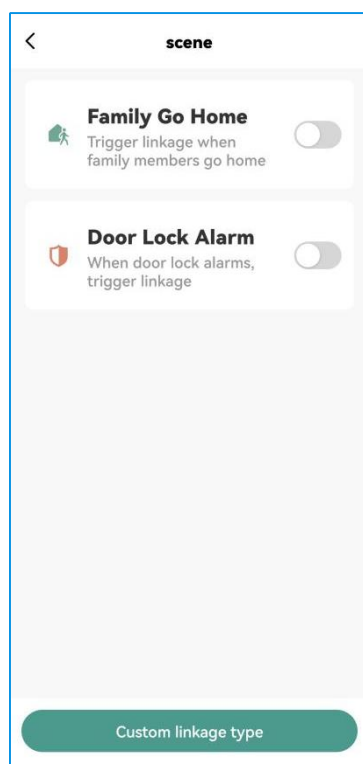 scene
Family Go Home
Trigger linkage when
family members go home
Door Lock Alarm
When door lock alarms,
trigger linkage
Custom linkage type